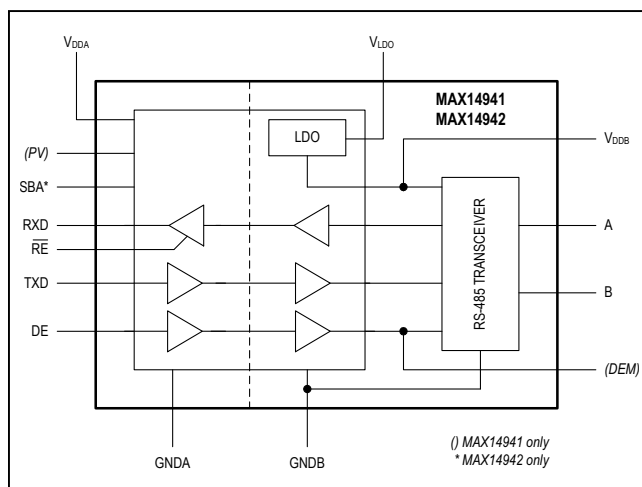 VDDA
VLDO
MAX14941
MAX14942
LDO
VDDB
(PV)
SBA*
RXD
A
R̅E̅
TXD
RS-485 TRANSCEIVER
B
DE
(DEM)
GNDA
GNDB
() MAX14941 only
* MAX14942 only